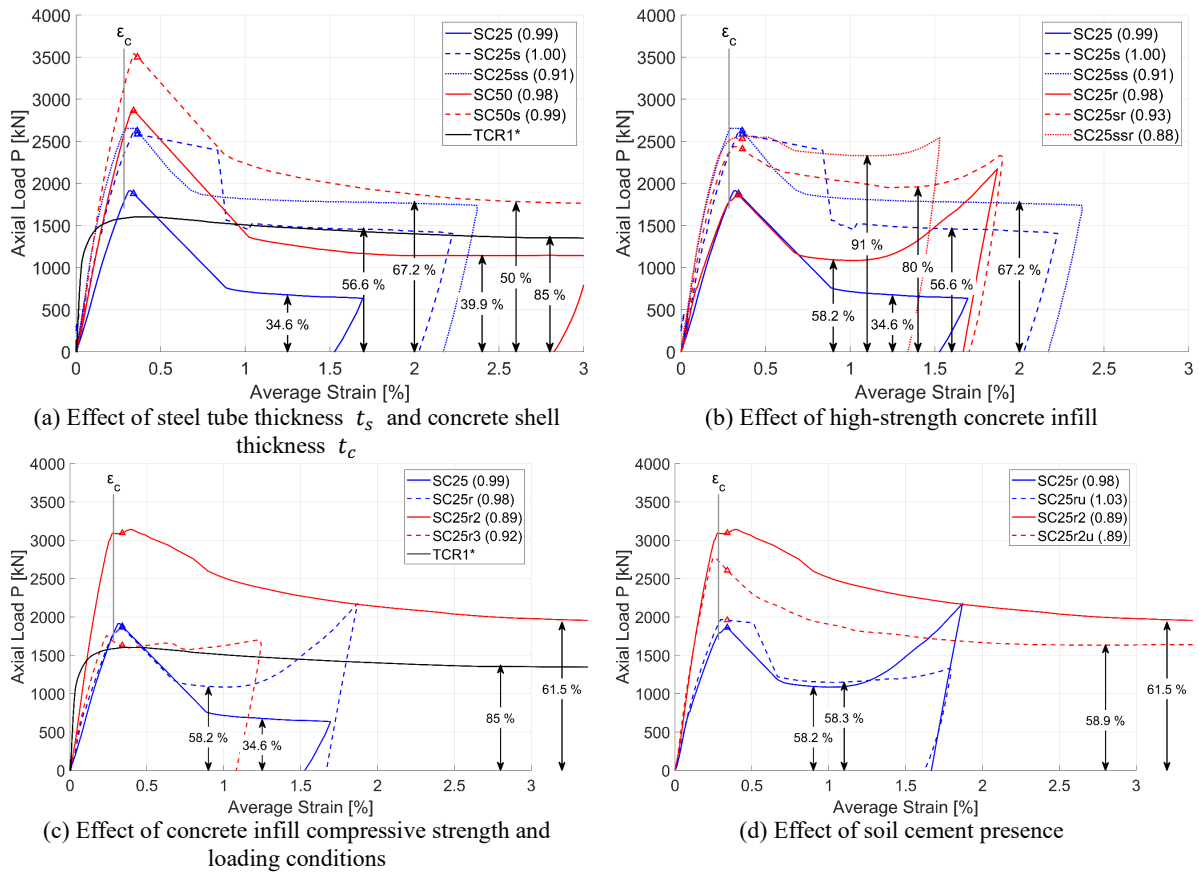 4000
3500
3000
2500
2000
1500
1000
500
0
Axial Load P [kN]
εc
SC25 (0.99)
SC25s (1.00)
SC25ss (0.91)
SC50 (0.98)
SC50s (0.99)
TCR1*
34.6 %
56.6 %
67.2 %
39.9 %
50 %
85 %
0 0.5 1 1.5 2 2.5 3
Average Strain [%]
(a) Effect of steel tube thickness ts and concrete shell
thickness tc
4000
3500
3000
2500
2000
1500
1000
500
0
Axial Load P [kN]
εc
SC25 (0.99)
SC25s (1.00)
SC25ss (0.91)
SC25r (0.98)
SC25sr (0.93)
SC25ssr (0.88)
58.2 %
91 %
34.6 %
80 %
56.6 %
67.2 %
0 0.5 1 1.5 2 2.5 3
Average Strain [%]
(b) Effect of high-strength concrete infill
4000
3500
3000
2500
2000
1500
1000
500
0
Axial Load P [kN]
εc
SC25 (0.99)
SC25r (0.98)
SC25r2 (0.89)
SC25r3 (0.92)
TCR1*
58.2 %
34.6 %
85 %
61.5 %
0 0.5 1 1.5 2 2.5 3
Average Strain [%]
(c) Effect of concrete infill compressive strength and
loading conditions
4000
3500
3000
2500
2000
1500
1000
500
0
Axial Load P [kN]
εc
SC25r (0.98)
SC25ru (1.03)
SC25r2 (0.89)
SC25r2u (.89)
58.2 %
58.3 %
58.9 %
61.5 %
0 0.5 1 1.5 2 2.5 3
Average Strain [%]
(d) Effect of soil cement presence